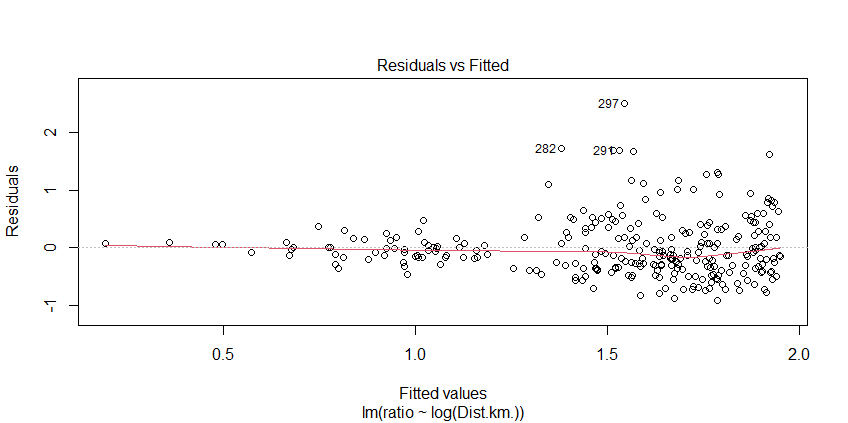 Residuals vs Fitted
Residuals
2
1
0
-1
297
282
291
0.5
1.0
1.5
2.0
Fitted values
lm(ratio ~ log(Dist.km.))